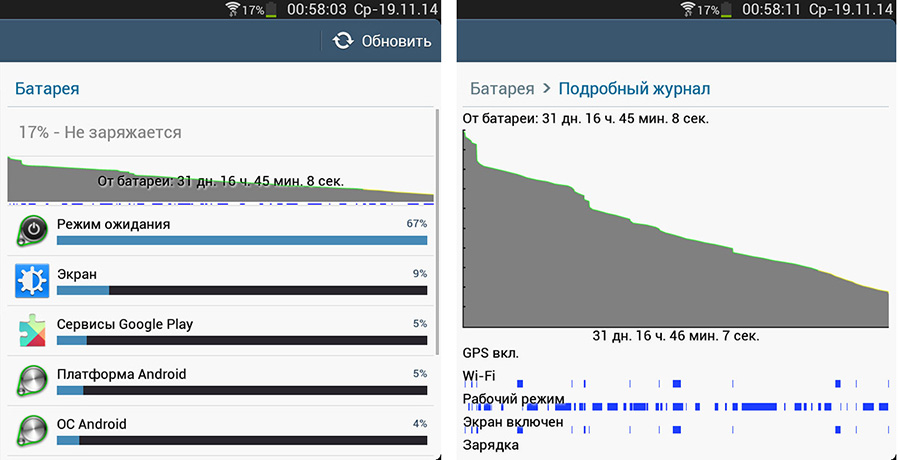 17% 00:58:03 Ср-19.11.14
Обновить
Батарея
17% - Не заряжается
От батареи: 31 дн. 16 ч. 45 мин. 8 сек.
Режим ожидания 67%
Экран 9%
Сервисы Google Play 5%
Платформа Android 5%
ОС Android 4%
17% 00:58:11 Ср-19.11.14
Батарея > Подробный журнал
От батареи: 31 дн. 16 ч. 45 мин. 8 сек.
31 дн. 16 ч. 46 мин. 7 сек.
GPS вкл.
Wi-Fi
Рабочий режим
Экран включен
Зарядка